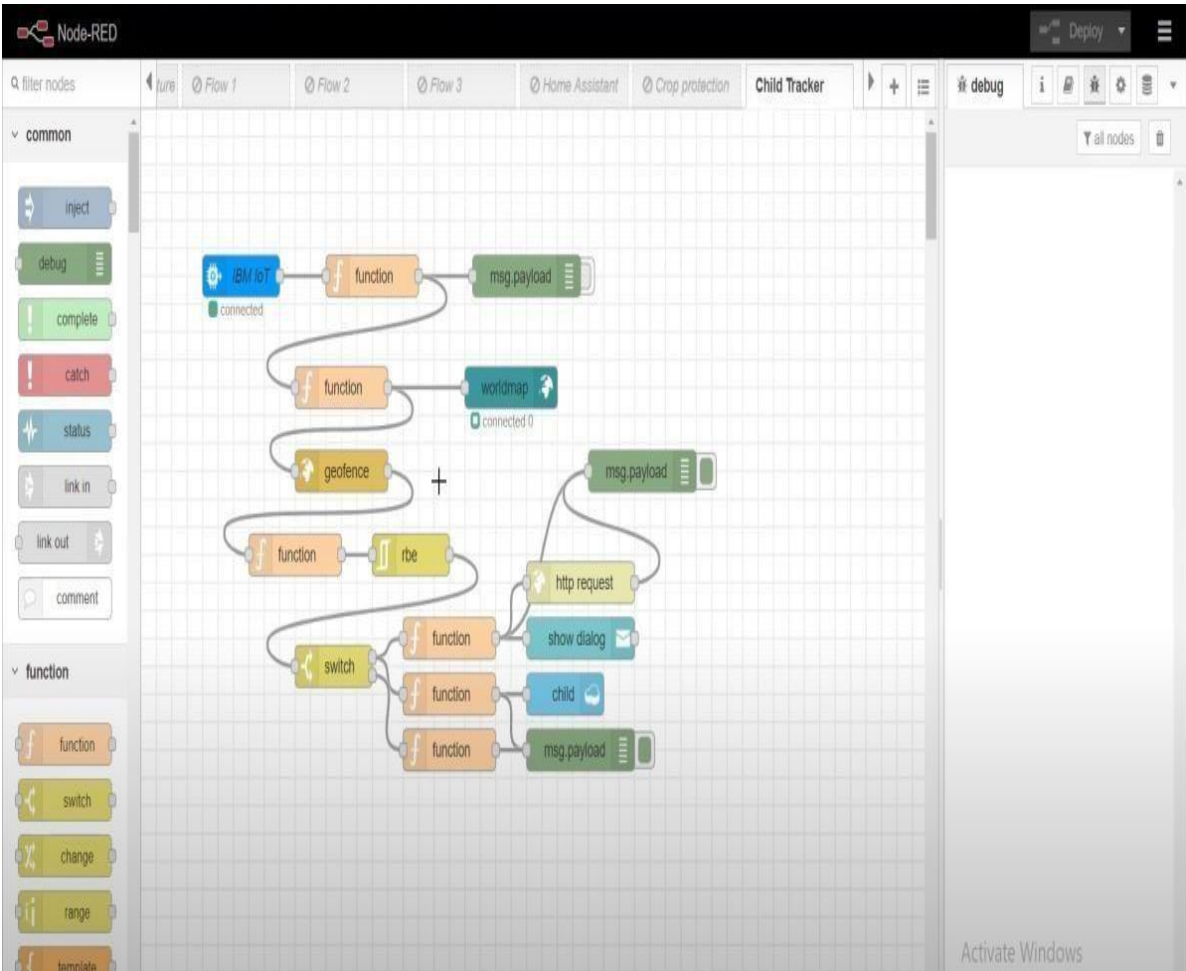 Node-RED
Deploy
filter nodes
ture
Flow 1
Flow 2
Flow 3
Home Assistant
Crop protection
Child Tracker
debug
i
all nodes
common
inject
debug
complete
catch
status
link in
link out
comment
function
function
switch
change
range
template
IBM IoT
connected
function
msg.payload
function
worldmap
connected 0
geofence
msg.payload
function
rbe
http request
switch
function
show dialog
function
child
function
msg.payload
Activate Windows